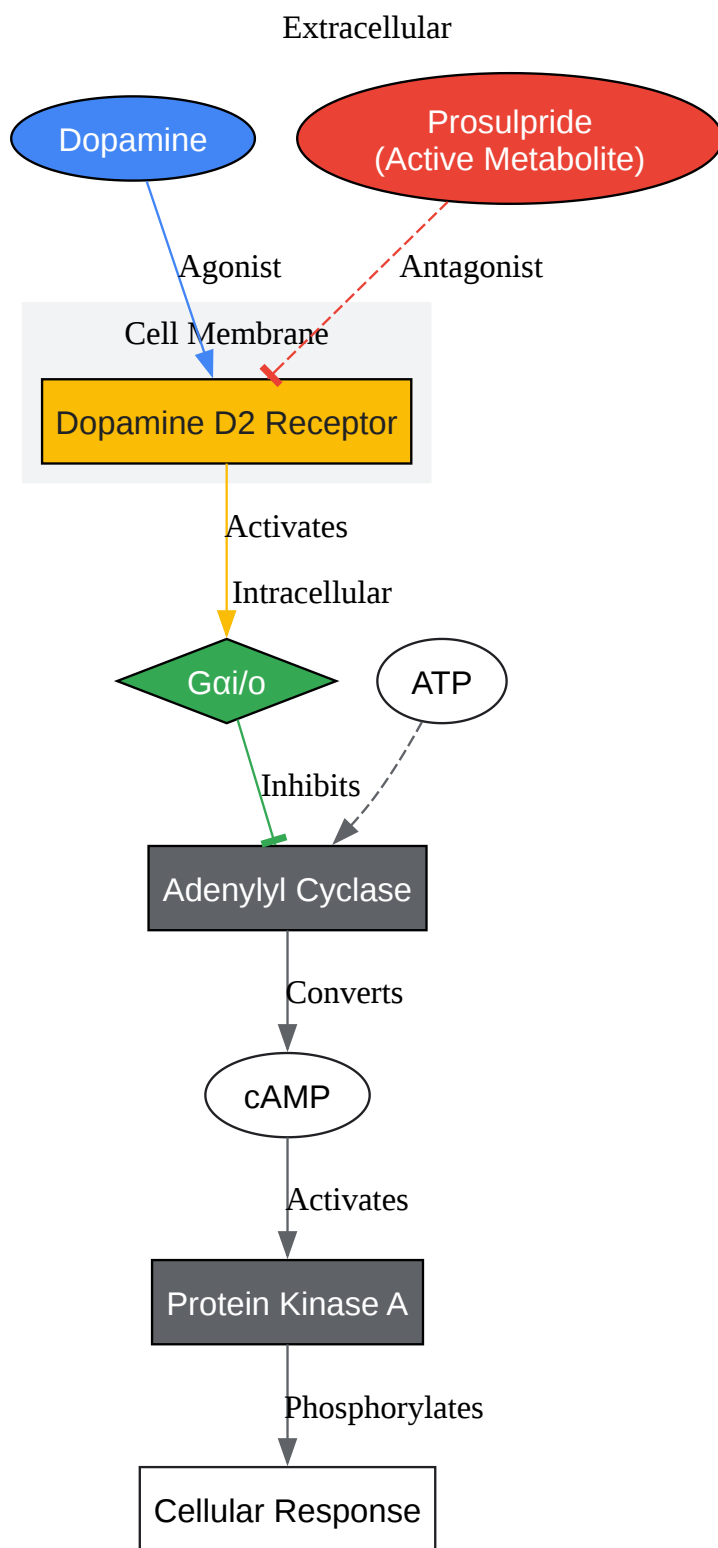 Extracellular
Dopamine
Prosulpride
(Active Metabolite)
Agonist
Antagonist
Cell Membrane
Dopamine D2 Receptor
Activates
Intracellular
Gαi/o
ATP
Inhibits
Adenylyl Cyclase
Converts
cAMP
Activates
Protein Kinase A
Phosphorylates
Cellular Response